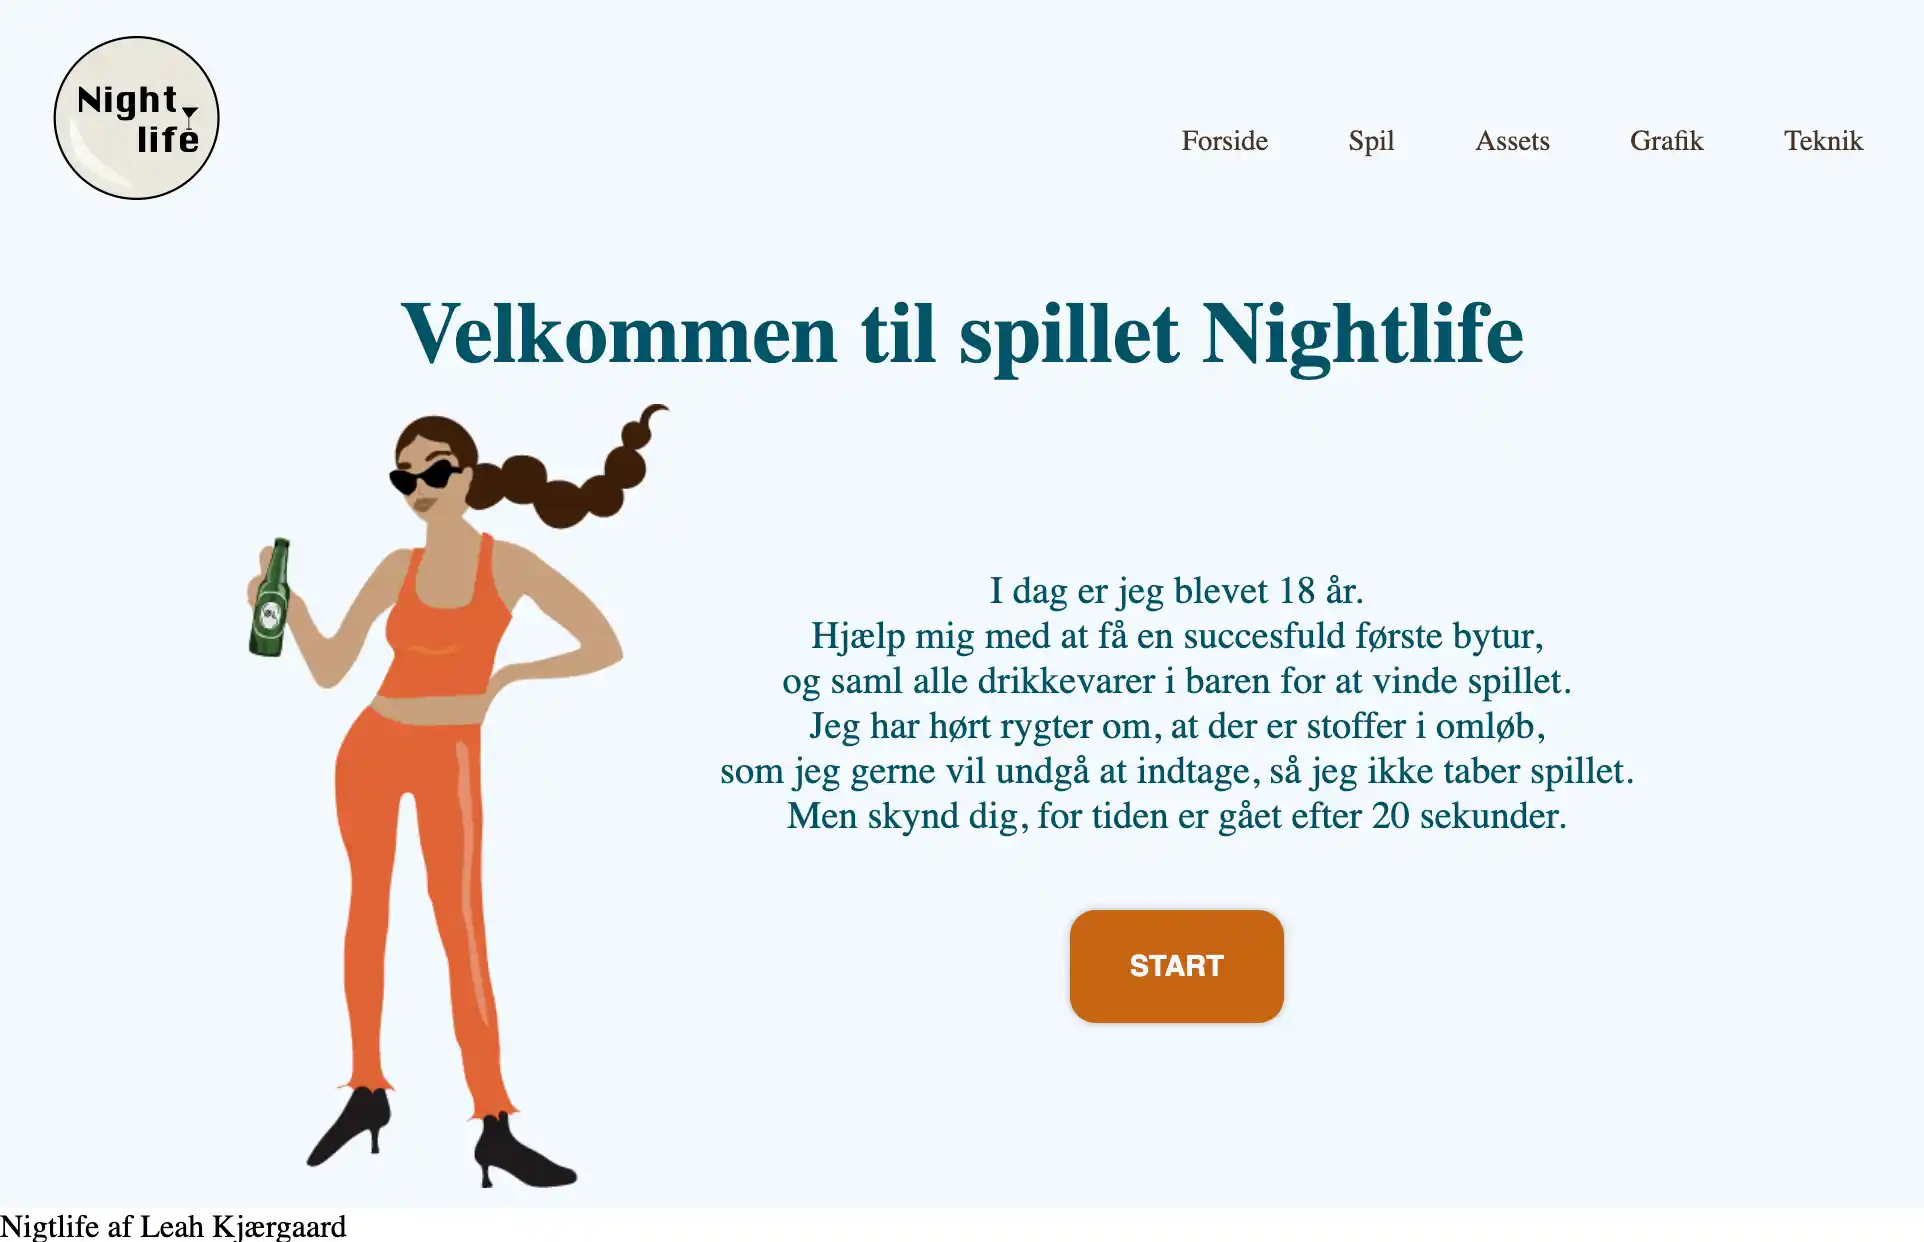 Night
life
Forside
Spil
Assets
Grafik
Teknik
Velkommen til spillet Nightlife
I dag er jeg blevet 18 år.
Hjælp mig med at få en succesfuld første bytur,
og saml alle drikkevarer i baren for at vinde spillet.
Jeg har hørt rygter om, at der er stoffer i omløb,
som jeg gerne vil undgå at indtage, så jeg ikke taber spillet.
Men skynd dig, for tiden er gået efter 20 sekunder.
START
Nigtlife af Leah Kjærgaard